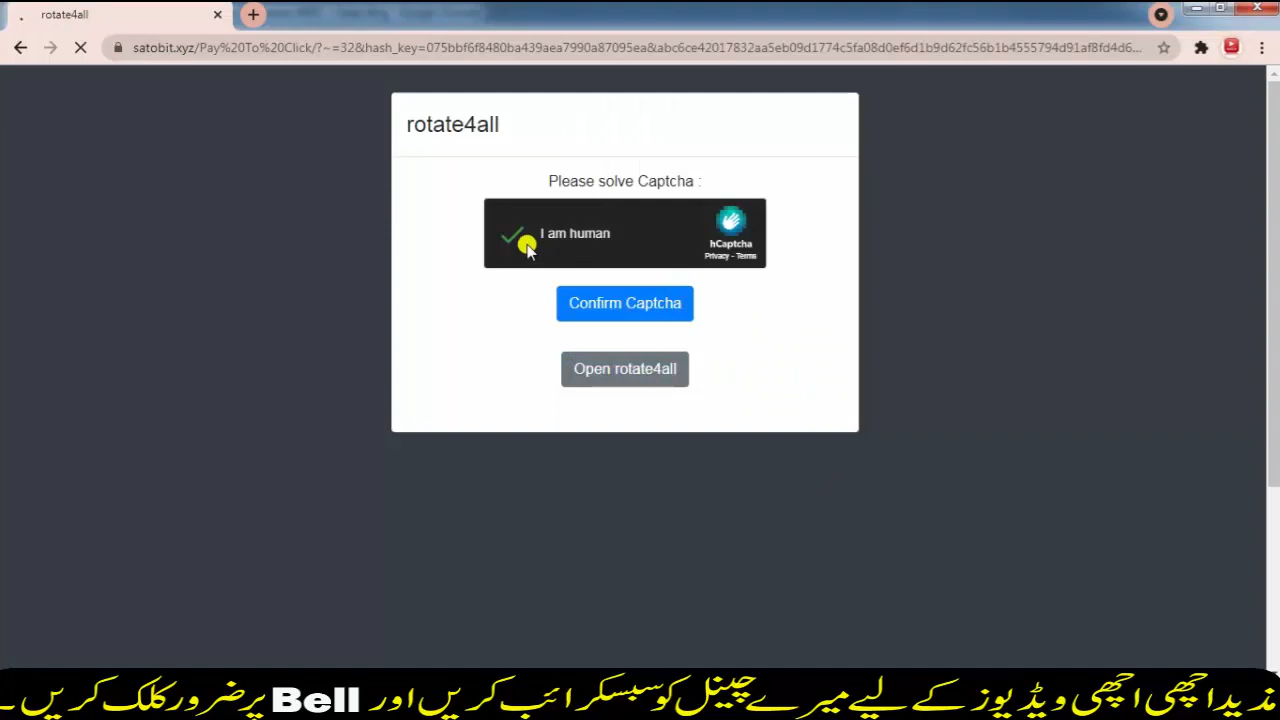 rotate4all
satobit.xyz/Pay%20To%20Click/?~=32&hash_key=075bbf6f8480ba439aea7990a87095ea&abc6ce42017832aa5eb09d1774c5fa08d0ef6d1b9d62fc56b1b4555794d91af8fd4d6...
rotate4all
Please solve Captcha :
I am human
hCaptcha
Privacy - Terms
Confirm Captcha
Open rotate4all
مذیداچھی اچھی ویڈیوز کے لیے میرے چینل کو سبسکرائب کریں اور Bell پر ضرور کلک کریں ۔